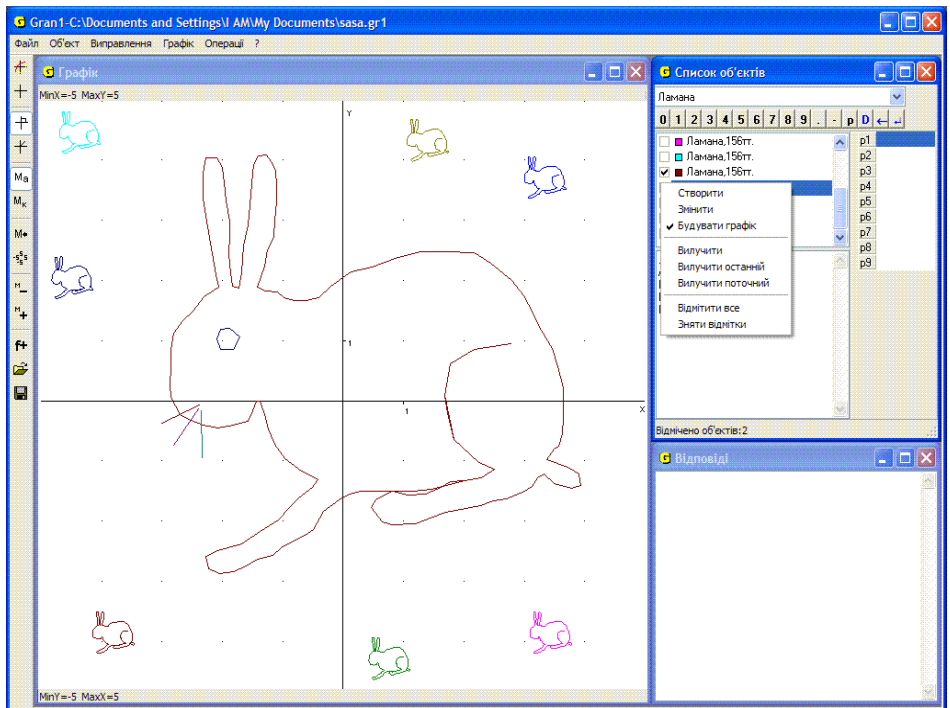 Gran1-C:\Documents and Settings\I AM\My Documents\sasa.gr1
Файл Об'єкт Виправлення Графік Операції ?
Графік
MinX=-5 MaxY=5
Y
1
1
X
MinY=-5 MaxX=5
Ma
Мк
М
-5
М
М
f+
Список об'єктів
Ламана
0 1 2 3 4 5 6 7 8 9 . - p D
Ламана,156тт.
Ламана,156тт.
Ламана,156тт.
p1
p2
p3
p4
p5
p6
p7
p8
p9
Створити
Змінити
Будувати графік
Вилучити
Вилучити останній
Вилучити поточний
Відмітити все
Зняти відмітки
Відмічено об'єктів:2
Відповіді